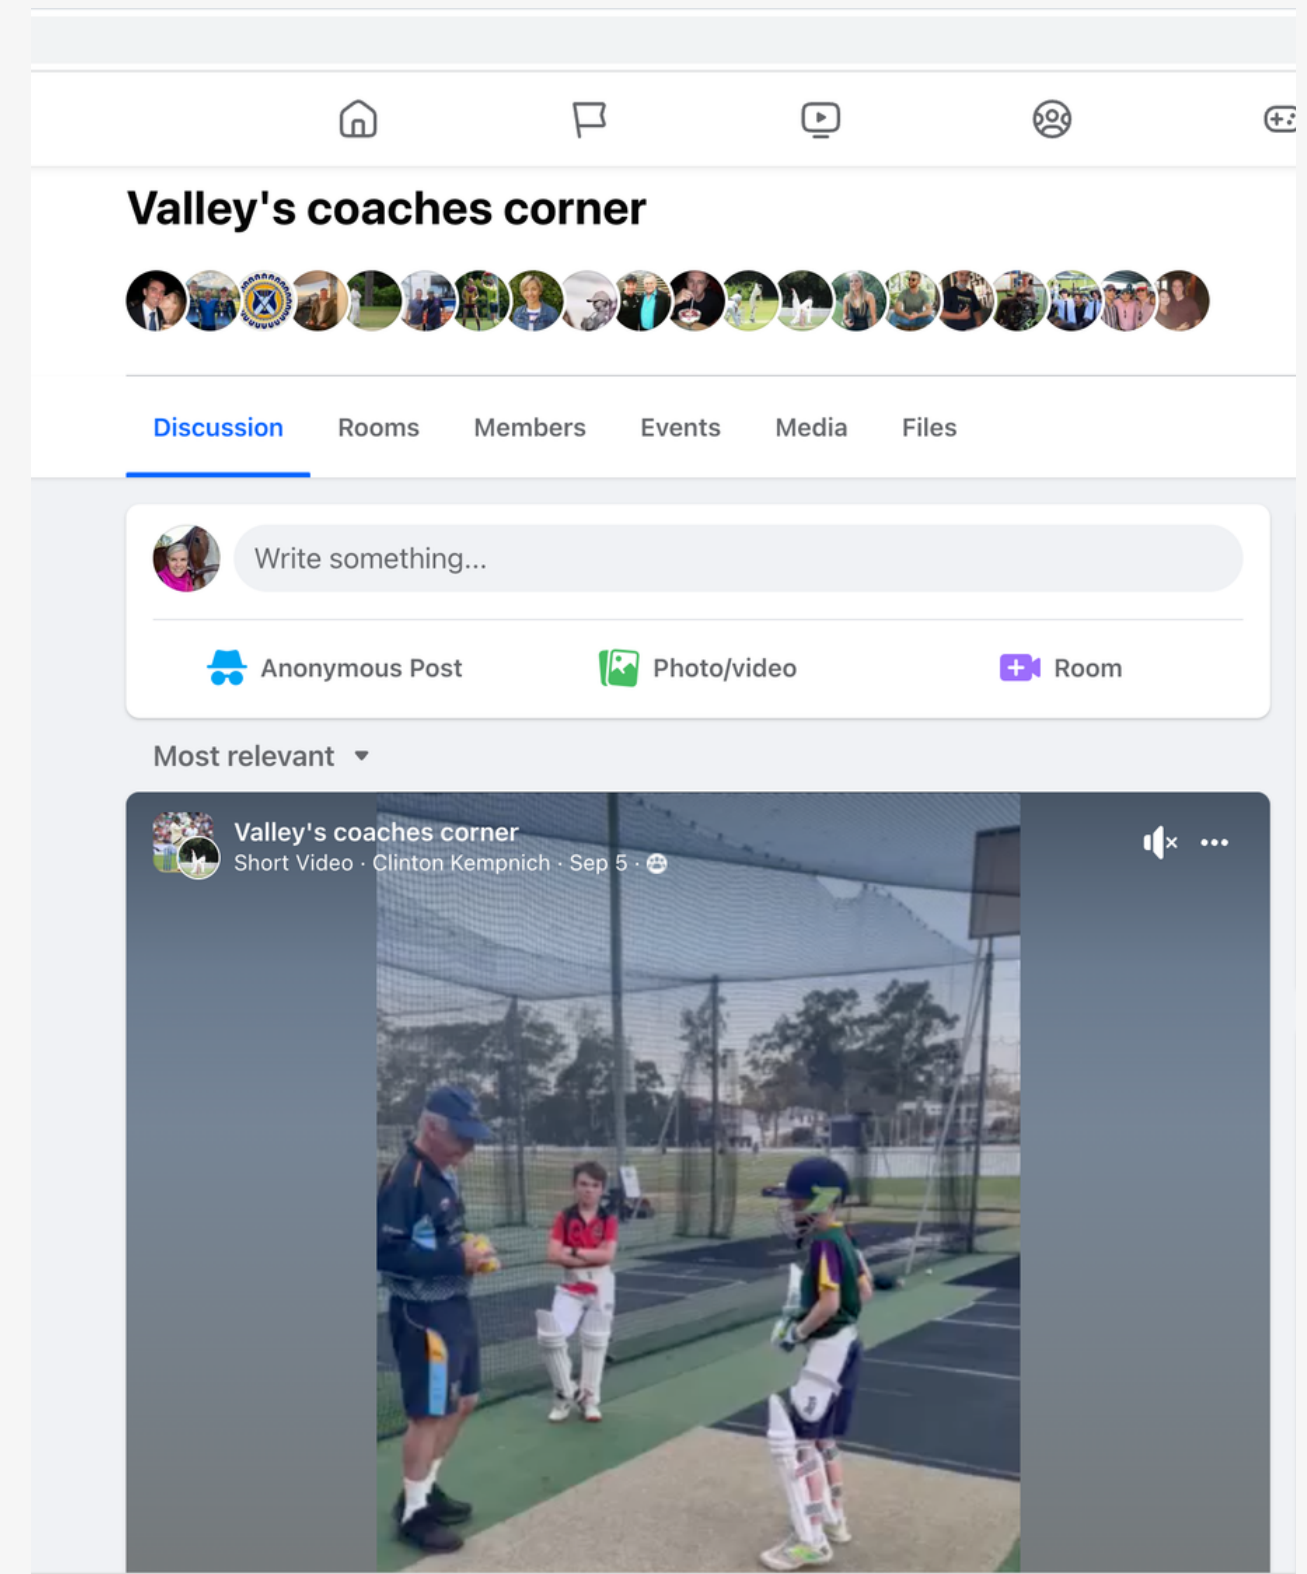 Valley's coaches corner
Discussion Rooms Members Events Media Files
Write something...
Anonymous Post Photo/video Room
Most relevant
Valley's coaches corner
Short Video · Clinton Kempnich · Sep 5 ·